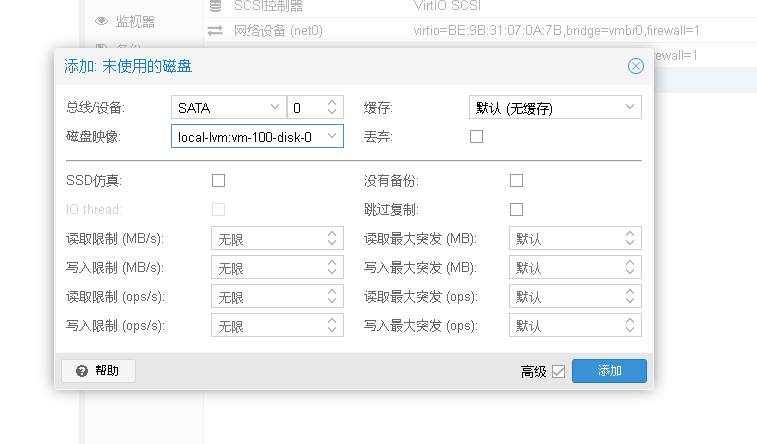 SCSI控制器 VirtIO SCSI
监视器
网络设备 (net0) virtio=BE:9B:31:07:0A:7B,bridge=vmbr0,firewall=1
备份 rewall=1
添加: 未使用的磁盘
总线/设备: SATA 0 缓存: 默认 (无缓存)
磁盘映像: local-lvm:vm-100-disk-0 丢弃:
SSD仿真: 没有备份:
IO thread: 跳过复制:
读取限制 (MB/s): 无限 读取最大突发 (MB): 默认
写入限制 (MB/s): 无限 写入最大突发 (MB): 默认
读取限制 (ops/s): 无限 读取最大突发 (ops): 默认
写入限制 (ops/s): 无限 写入最大突发 (ops): 默认
帮助 高级 添加